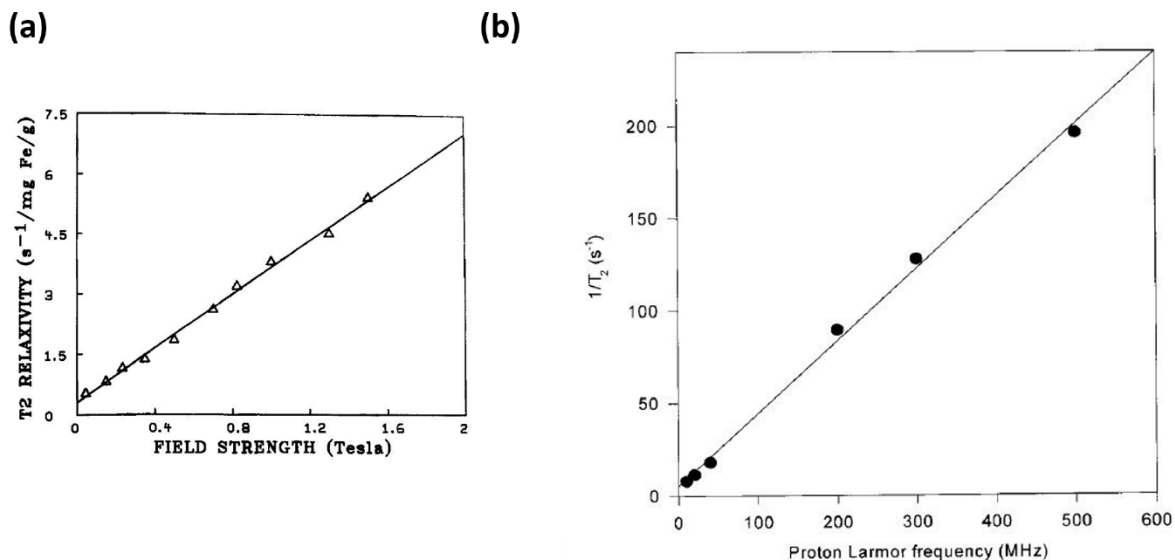 (a)
(b)
T2 RELAXIVITY (s⁻¹/mg Fe/g)
7.5
6
4.5
3
1.5
0
0 0.4 0.8 1.2 1.6 2
FIELD STRENGTH (Tesla)
1/T₂ (s⁻¹)
200
150
100
50
0
0 100 200 300 400 500 600
Proton Larmor frequency (MHz)